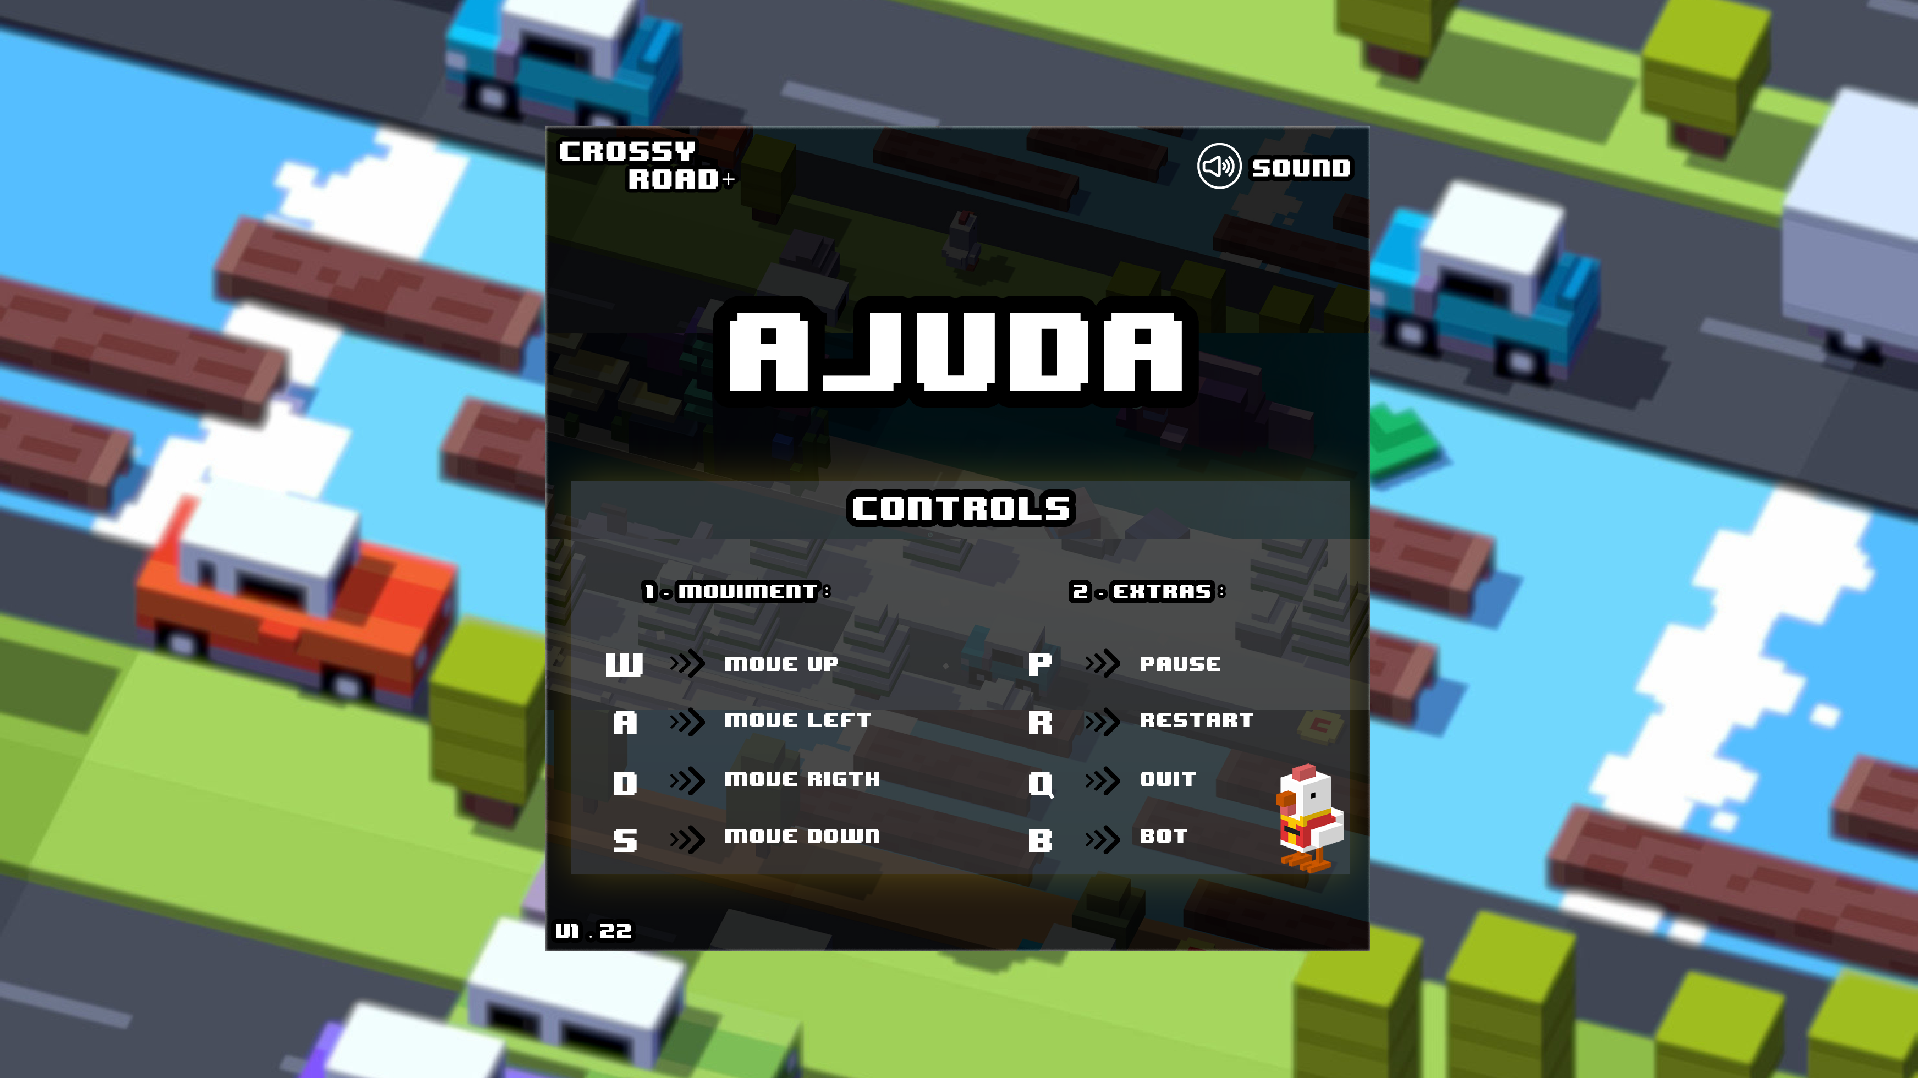 CROSSY
ROAD+
SOUND
AJUDA
CONTROLS
1 - MOVIMENT :
2 - EXTRAS :
W >>> MOVE UP
P >>> PAUSE
A >>> MOVE LEFT
R >>> RESTART
D >>> MOVE RIGTH
Q >>> QUIT
S >>> MOVE DOWN
B >>> BOT
V1 . 22